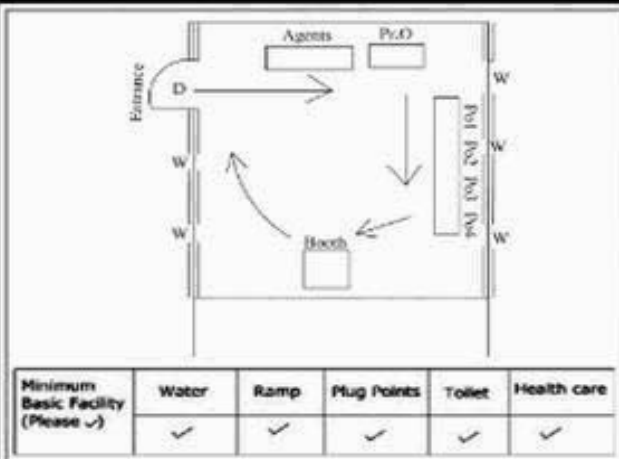 Agents
Pr.O
Entrance
D
W
W
W
W
W
Po1 Po2 Po3 Po4
Booth
Minimum Basic Facility (Please ✓)
Water
Ramp
Plug Points
Toilet
Health care
✓ ✓ ✓ ✓ ✓